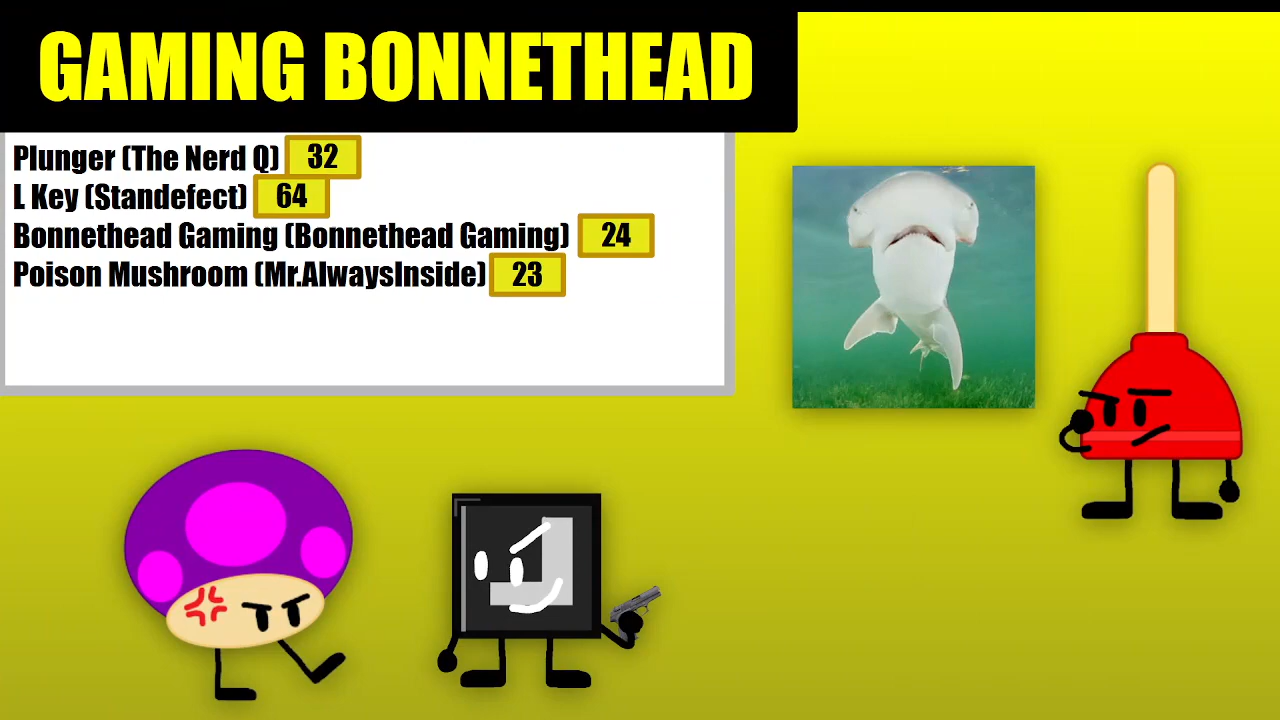 GAMING BONNETHEAD
Plunger (The Nerd Q) 32
L Key (Standefect) 64
Bonnethead Gaming (Bonnethead Gaming) 24
Poison Mushroom (Mr.AlwaysInside) 23